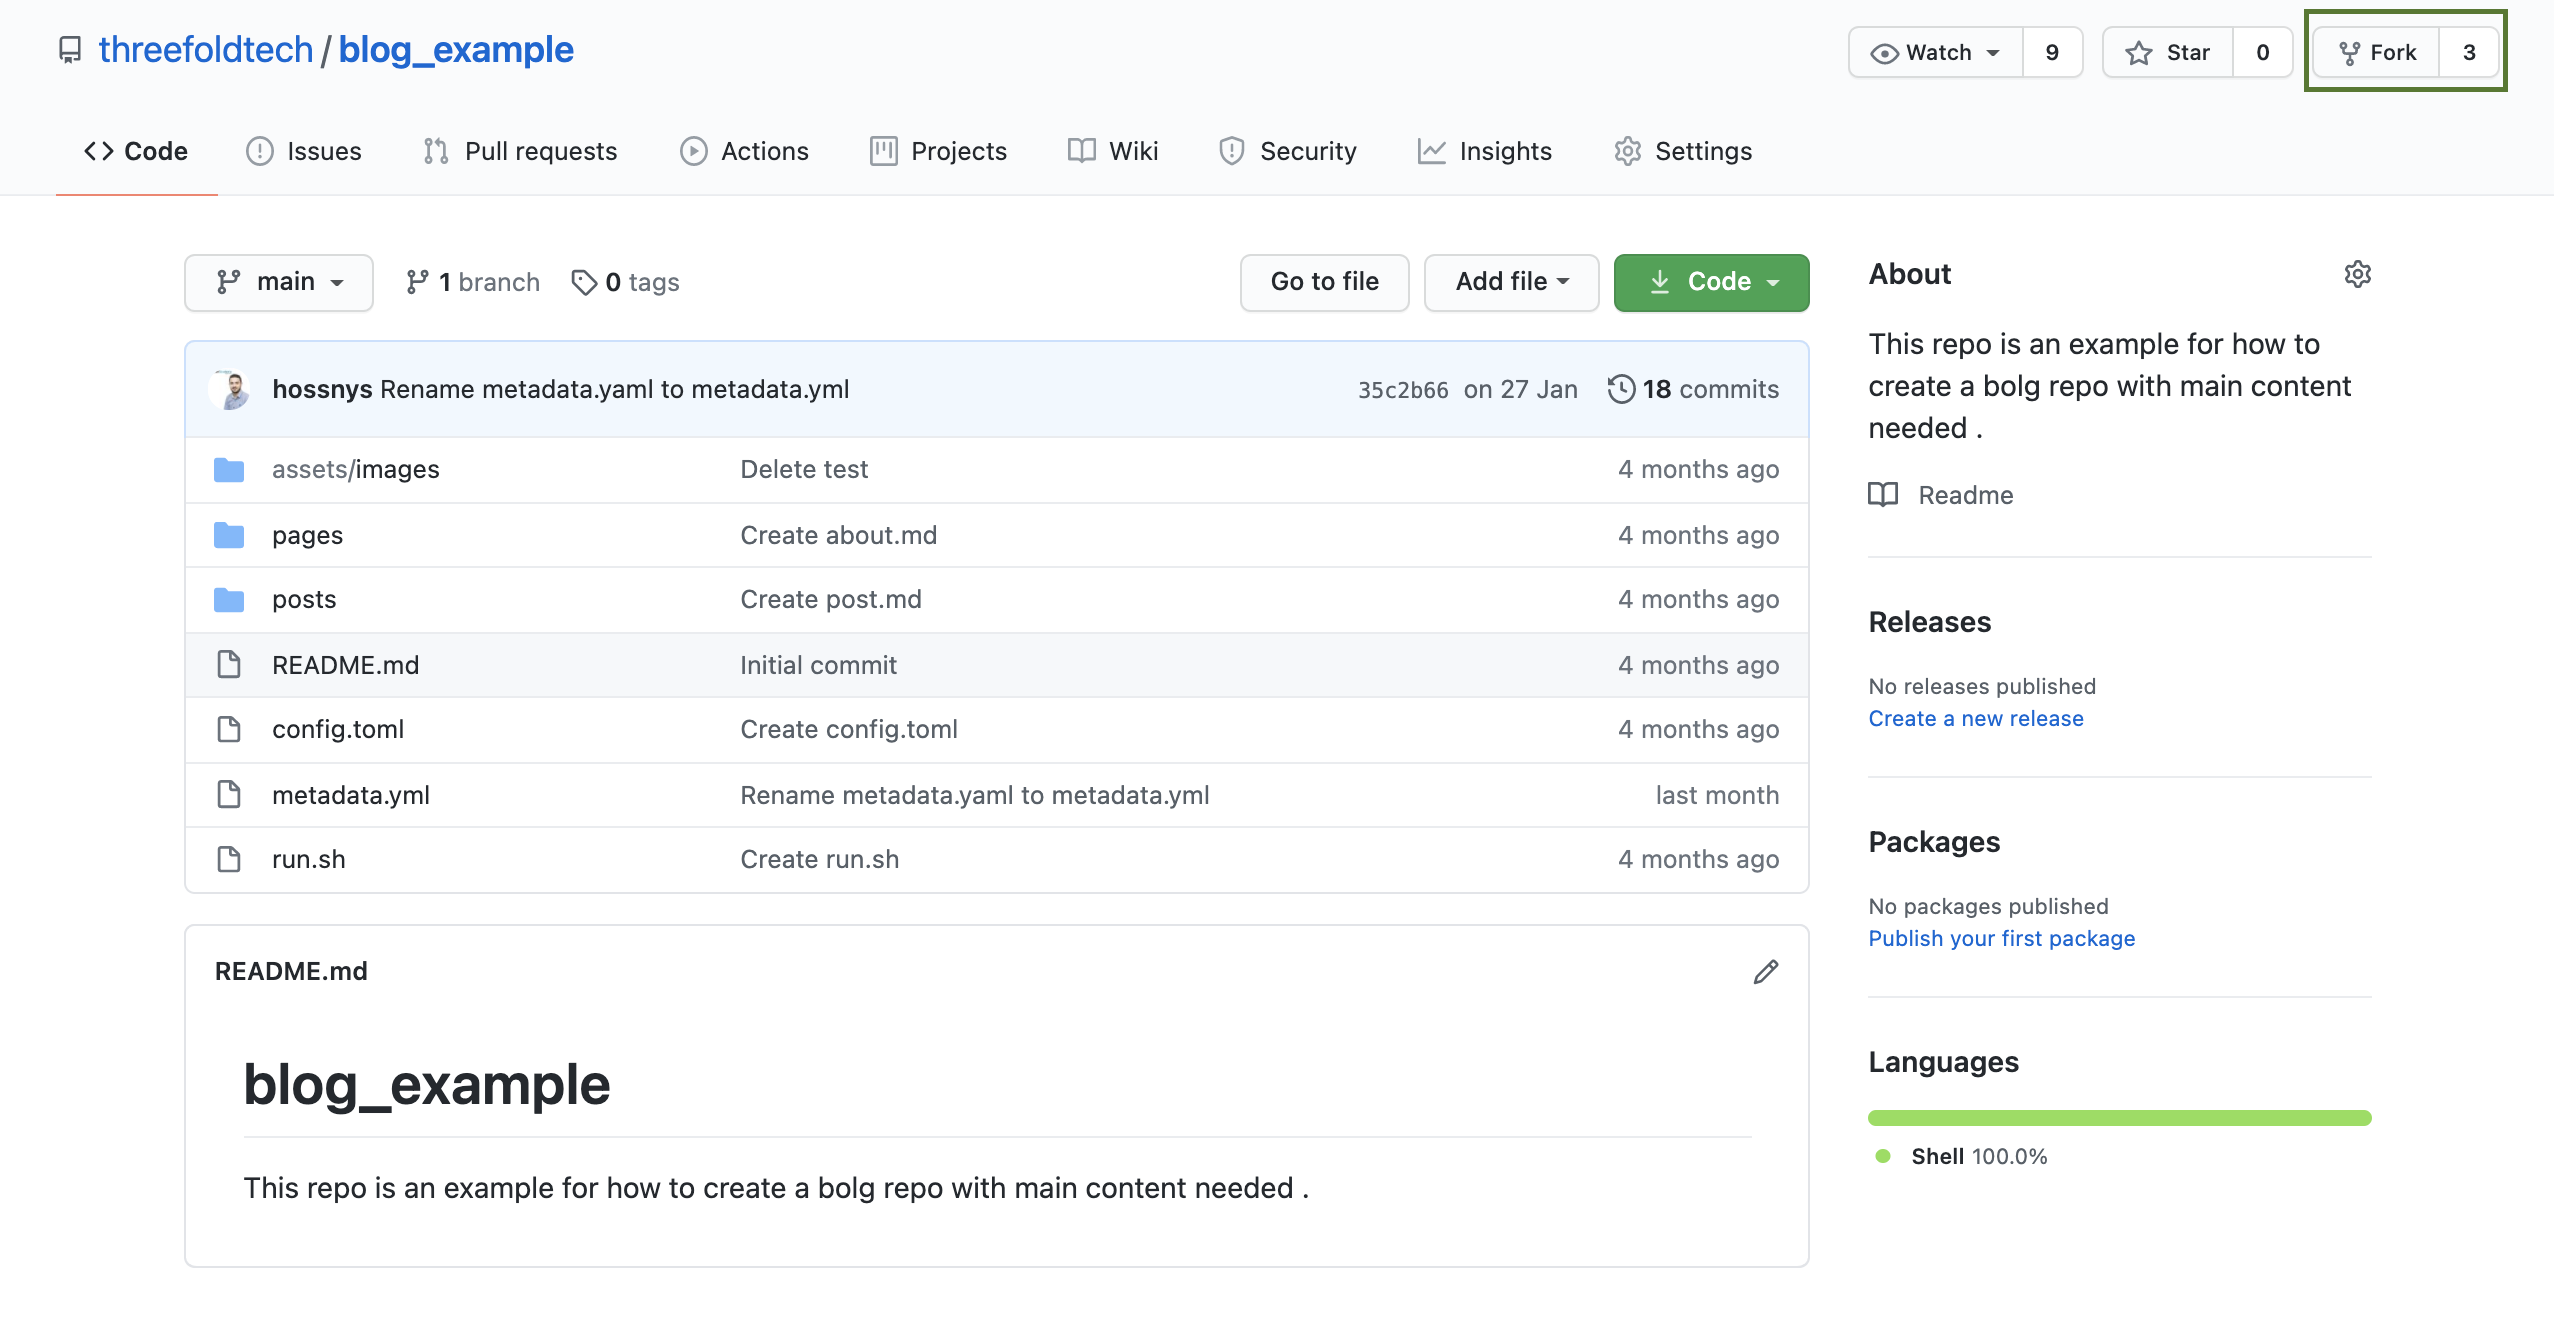 threefoldtech / blog_example
Watch 9 Star 0 Fork 3
Code Issues Pull requests Actions Projects Wiki Security Insights Settings
main 1 branch 0 tags Go to file Add file Code
hossnys Rename metadata.yaml to metadata.yml 35c2b66 on 27 Jan 18 commits
assets/images Delete test 4 months ago
pages Create about.md 4 months ago
posts Create post.md 4 months ago
README.md Initial commit 4 months ago
config.toml Create config.toml 4 months ago
metadata.yml Rename metadata.yaml to metadata.yml last month
run.sh Create run.sh 4 months ago
README.md
blog_example
This repo is an example for how to create a bolg repo with main content needed .
About
This repo is an example for how to
create a bolg repo with main content
needed .
Readme
Releases
No releases published
Create a new release
Packages
No packages published
Publish your first package
Languages
Shell 100.0%